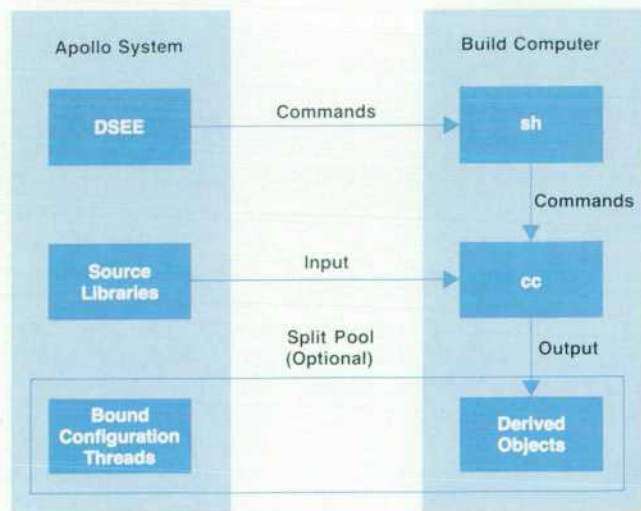 Apollo System
Build Computer
DSEE
Commands
sh
Commands
Source
Libraries
Input
cc
Split Pool
(Optional)
Output
Bound
Configuration
Threads
Derived
Objects